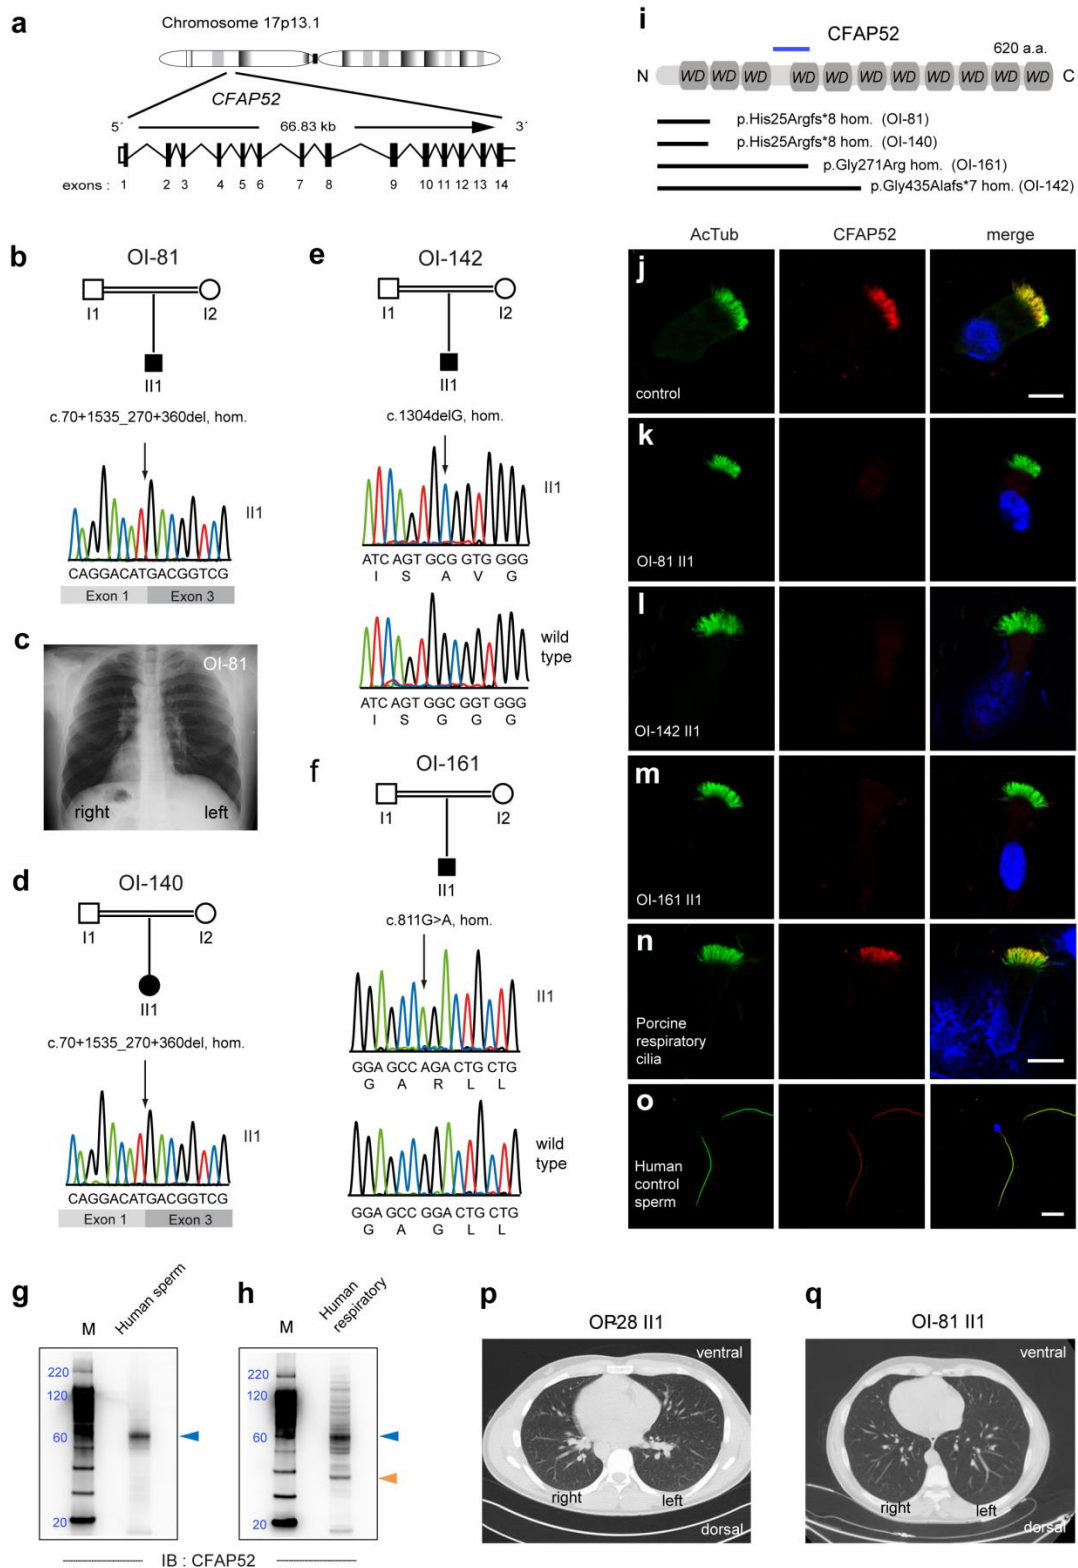 a
Chromosome 17p13.1
CFAP52
5´ 66.83 kb 3´
exons : 1 2 3 4 5 6 7 8 9 10 11 12 13 14
b
OI-81
I1 I2
II1
c.70+1535_270+360del, hom.
II1
CAGGACATGACGGTCG
Exon 1 Exon 3
c
OI-81
right left
d
OI-140
I1 I2
II1
c.70+1535_270+360del, hom.
II1
CAGGACATGACGGTCG
Exon 1 Exon 3
e
OI-142
I1 I2
II1
c.1304delG, hom.
II1
ATC AGT GCG GTG GGG
I S A V G
wild
type
ATC AGT GGC GGT GGG
I S G G G
f
OI-161
I1 I2
II1
c.811G>A, hom.
II1
GGA GCC AGA CTG CTG
G A R L L
wild
type
GGA GCC GGA CTG CTG
G A G L L
g
M Human sperm
220
120
60
20
h
M Human
respiratory
220
120
60
20
IB : CFAP52
i
CFAP52
620 a.a.
N WD WD WD WD WD WD WD WD WD WD WD C
p.His25Argfs*8 hom. (OI-81)
p.His25Argfs*8 hom. (OI-140)
p.Gly271Arg hom. (OI-161)
p.Gly435Alafs*7 hom. (OI-142)
AcTub CFAP52 merge
j
control
k
OI-81 II1
l
OI-142 II1
m
OI-161 II1
n
Porcine
respiratory
cilia
o
Human
control
sperm
p
OP-28 II1
ventral
right left
dorsal
q
OI-81 II1
ventral
right left
dorsal